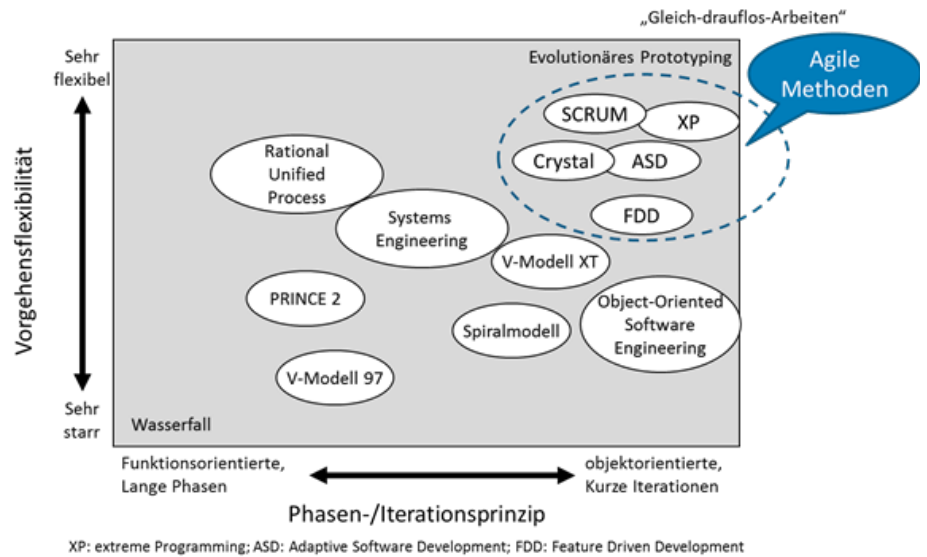 „Gleich-drauflos-Arbeiten“
Sehr
flexibel
Evolutionäres Prototyping
Agile
Methoden
SCRUM
XP
Rational
Unified
Process
Crystal
ASD
Systems
Engineering
FDD
Vorgehensflexibilität
V-Modell XT
PRINCE 2
Object-Oriented
Software
Engineering
Spiralmodell
V-Modell 97
Sehr
starr
Wasserfall
Funktionsorientierte,
Lange Phasen
objektorientierte,
Kurze Iterationen
Phasen-/Iterationsprinzip
XP: extreme Programming; ASD: Adaptive Software Development; FDD: Feature Driven Development